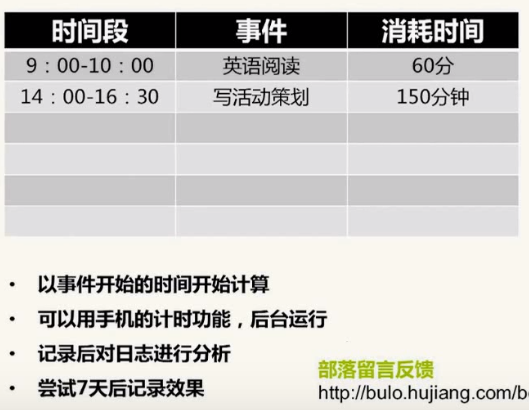 时间段 事件 消耗时间
9：00-10：00 英语阅读 60分
14：00-16：30 写活动策划 150分钟
• 以事件开始的时间开始计算
• 可以用手机的计时功能，后台运行
• 记录后对日志进行分析
部落留言反馈
• 尝试7天后记录效果
http://bulo.hujiang.com/